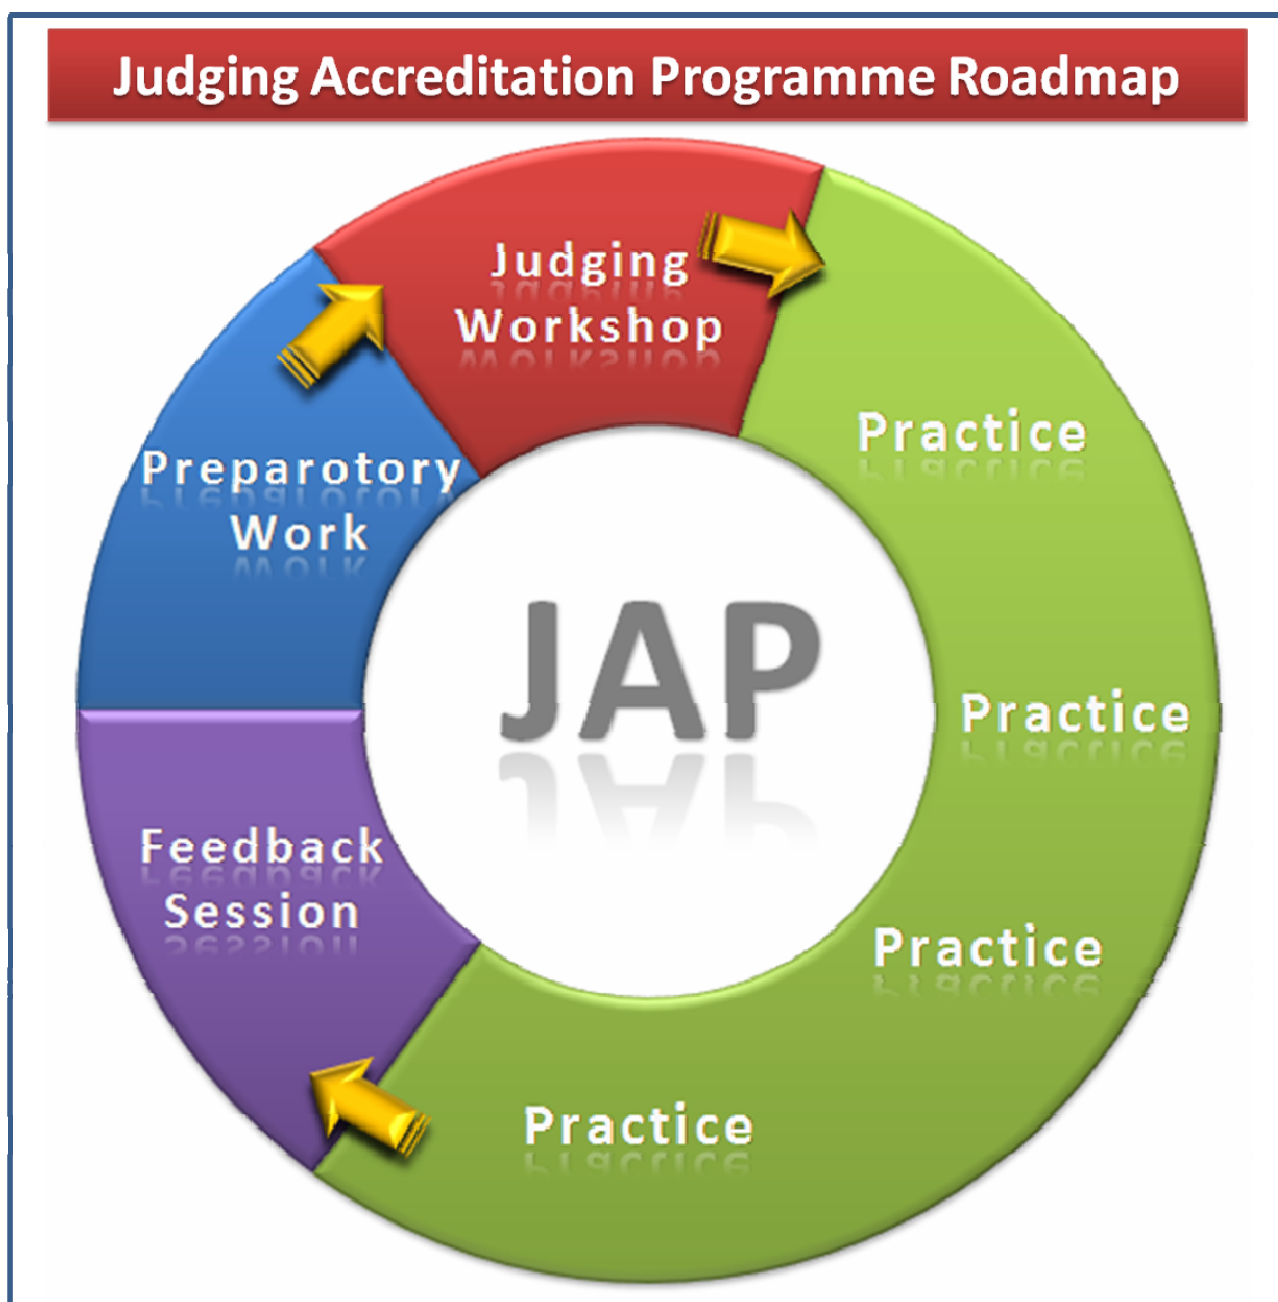 Judging Accreditation Programme Roadmap
Judging
Workshop
Practice
Preparotory
Work
JAP
Practice
Feedback
Session
Practice
Practice